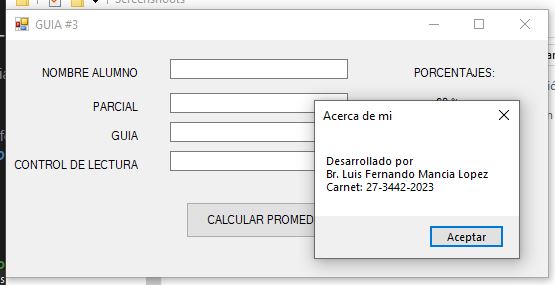 Screenshoots
GUIA #3
NOMBRE ALUMNO
PORCENTAJES:
PARCIAL
GUIA
CONTROL DE LECTURA
CALCULAR PROMED
Acerca de mi
Desarrollado por
Br. Luis Fernando Mancia Lopez
Carnet: 27-3442-2023
Aceptar